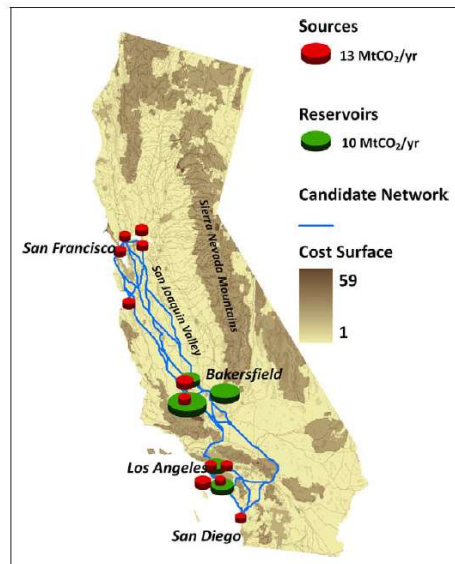 Sources
13 MtCO₂/yr
Reservoirs
10 MtCO₂/yr
Candidate Network
Cost Surface
59
1
Sierra Nevada Mountains
San Francisco
San Joaquin Valley
Bakersfield
Los Angeles
San Diego